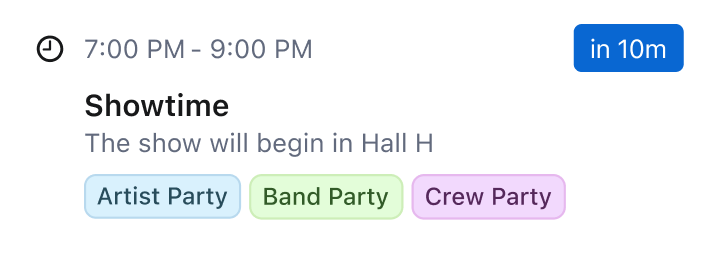 7:00 PM - 9:00 PM in 10m
Showtime
The show will begin in Hall H
Artist Party Band Party Crew Party